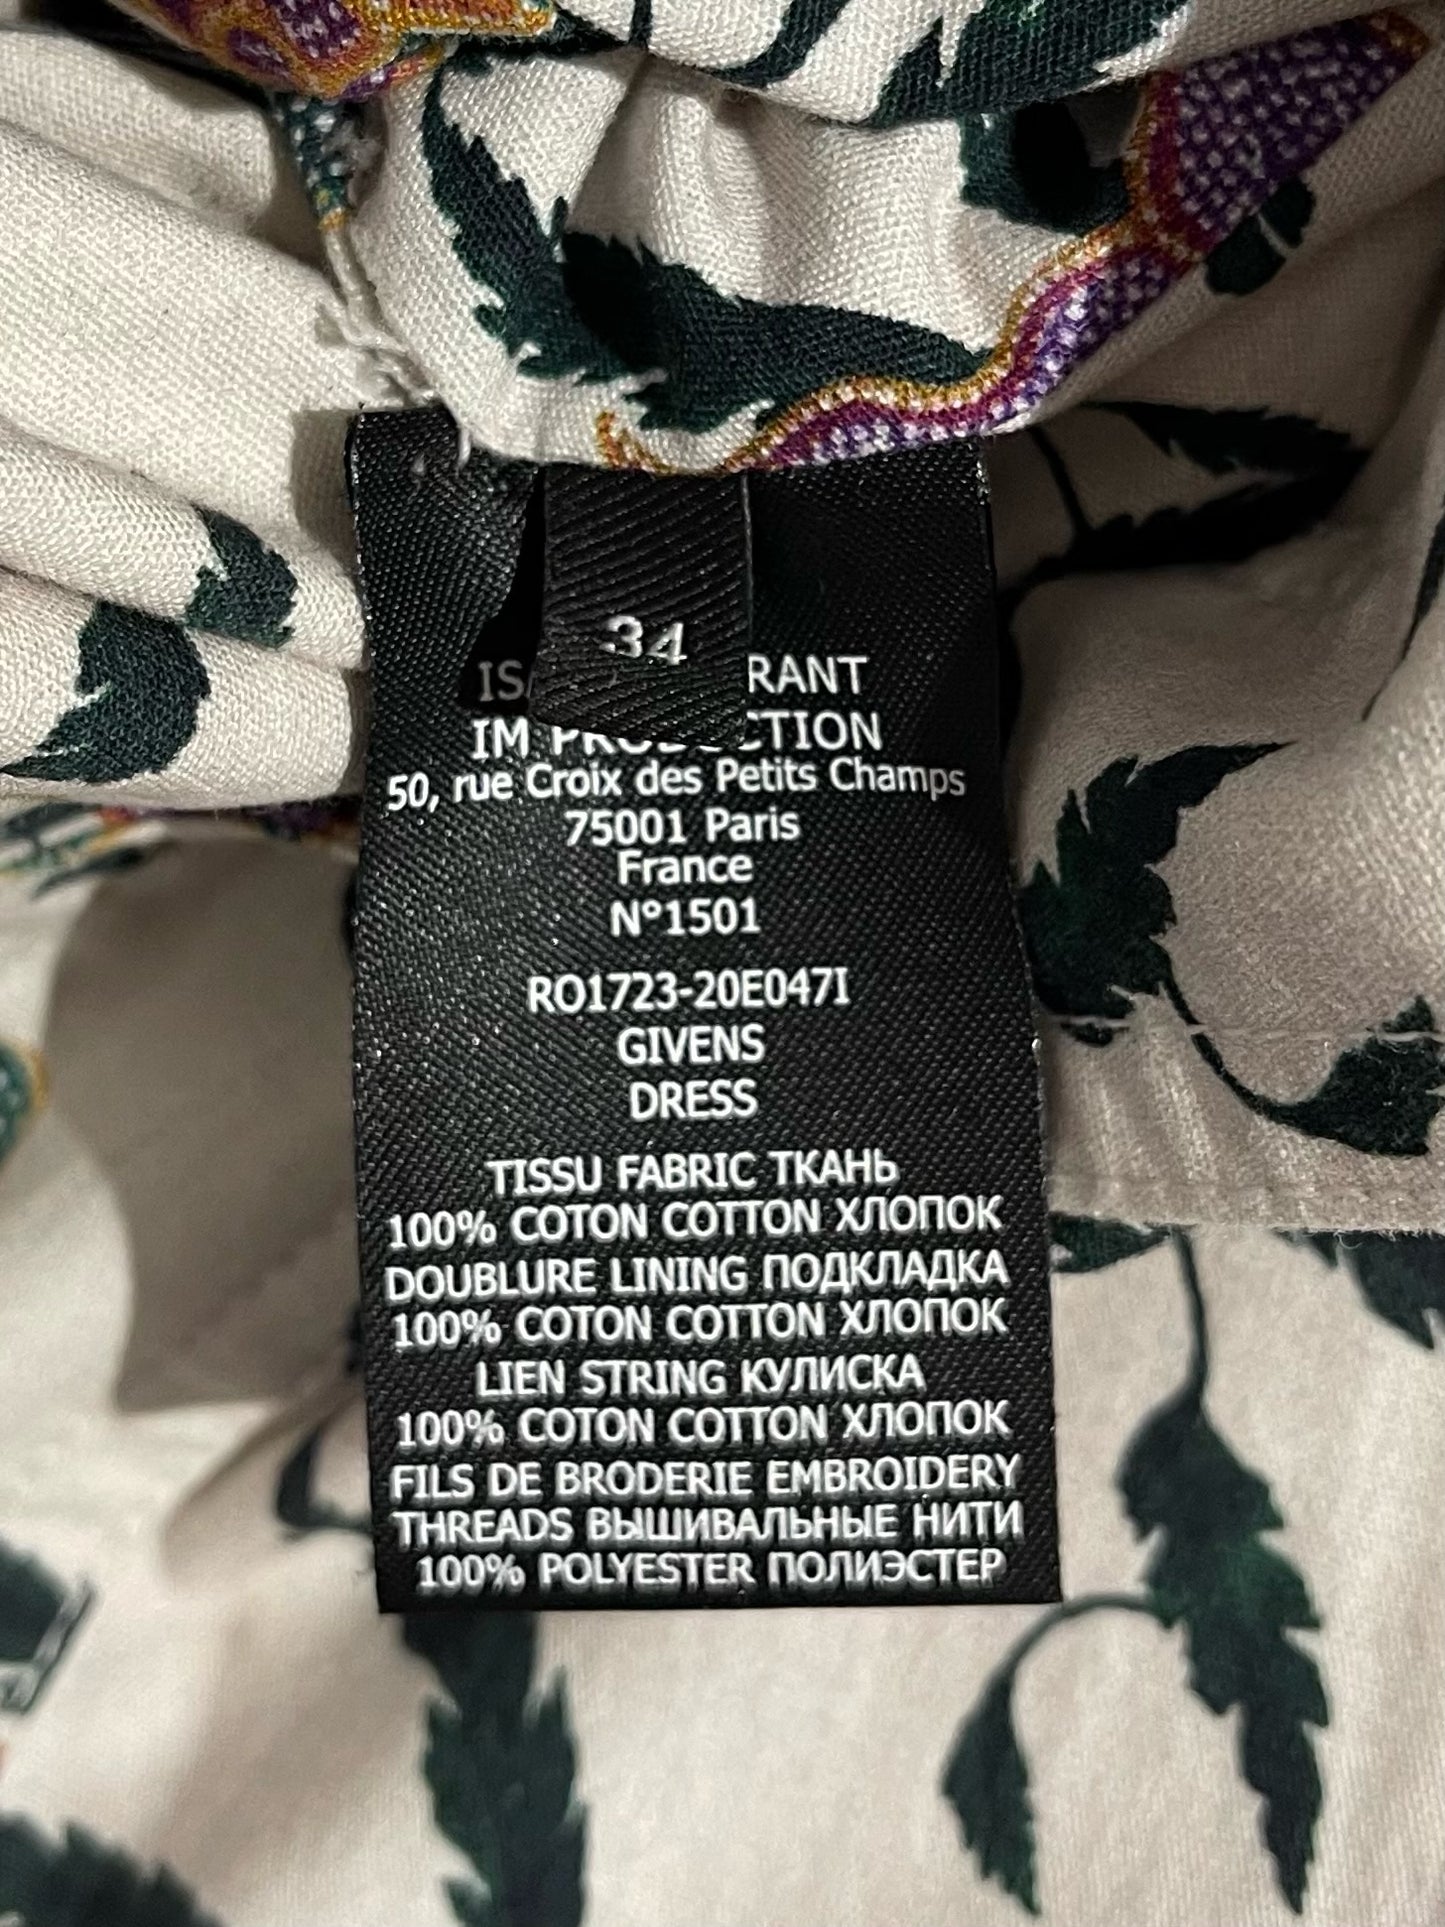 34
RANT
IM PRODUCTION
50, rue Croix des Petits Champs
75001 Paris
France
N°1501
RO1723-20E047I
GIVENS
DRESS
TISSU FABRIC ТКАНЬ
100% COTON COTTON ХЛОПОК
DOUBLURE LINING ПОДКЛАДКА
100% COTON COTTON ХЛОПОК
LIEN STRING КУЛИСКА
100% COTON COTTON ХЛОПОК
FILS DE BRODERIE EMBROIDERY
THREADS ВЫШИВАЛЬНЫЕ НИТИ
100% POLYESTER ПОЛИЭСТЕР